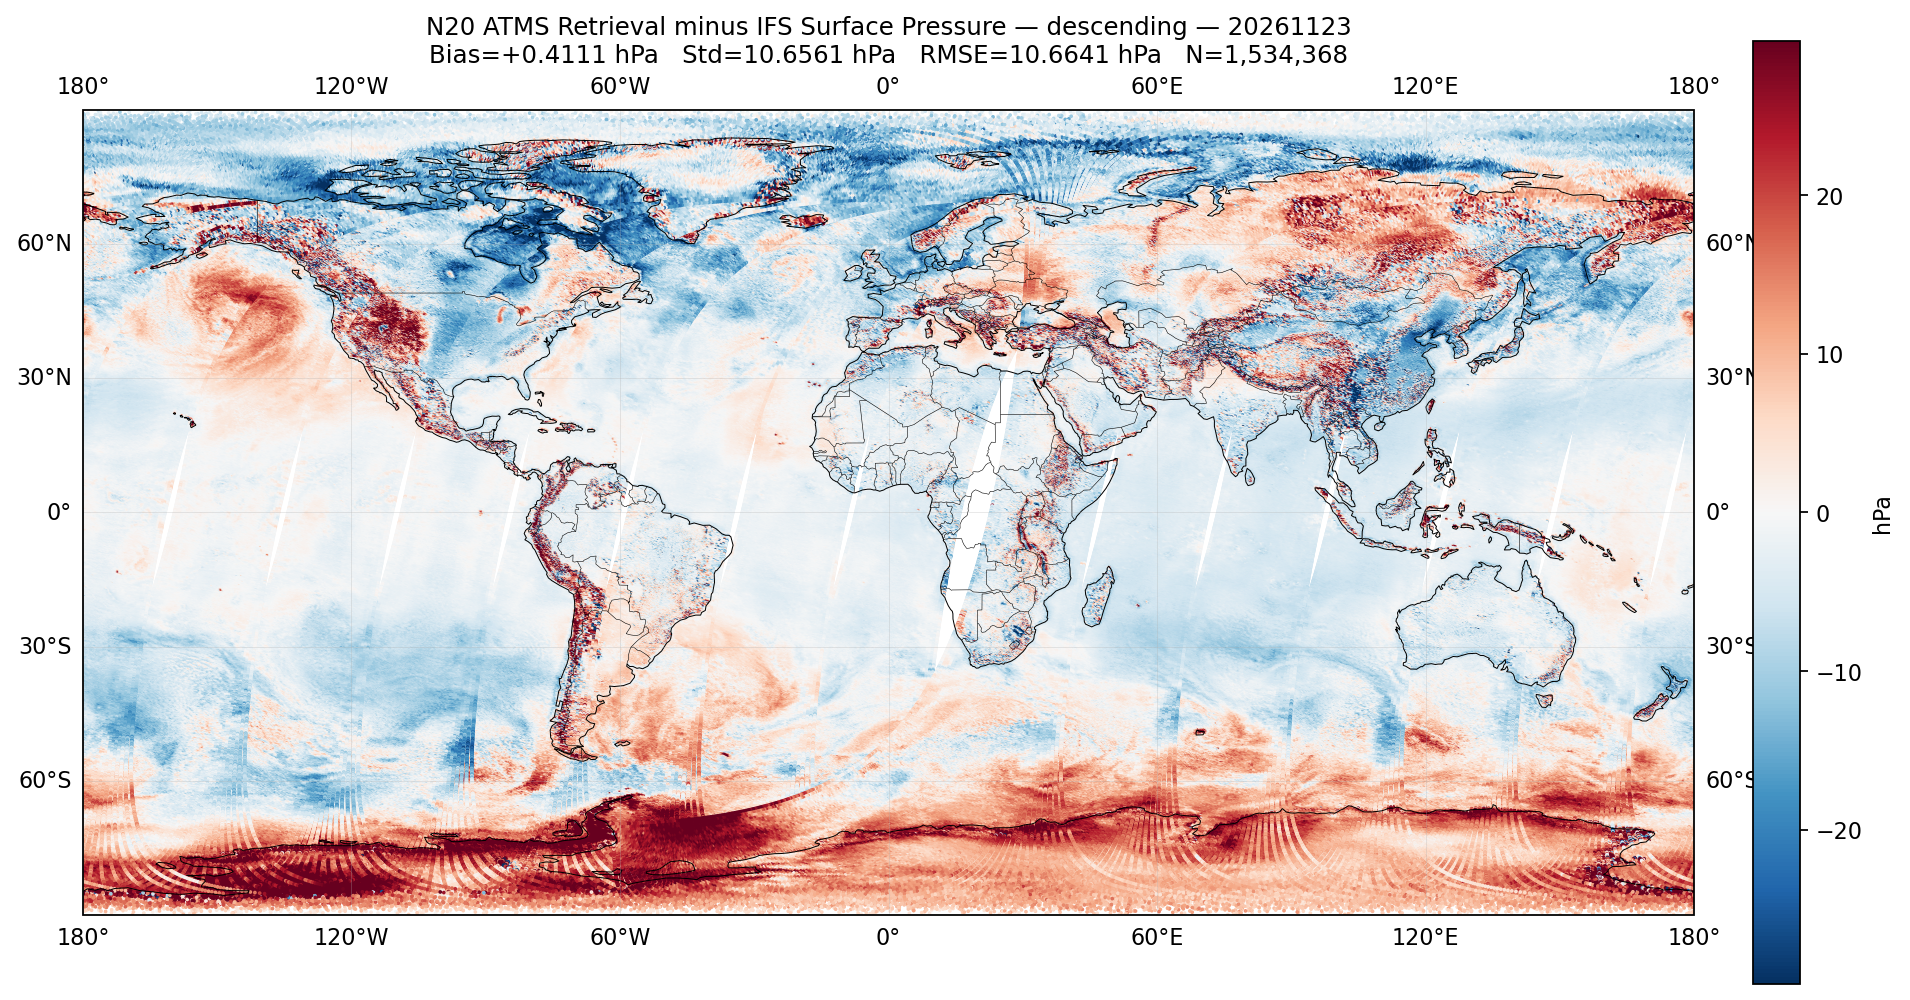 N20 ATMS Retrieval minus IFS Surface Pressure — descending — 20261123
Bias=+0.4111 hPa   Std=10.6561 hPa   RMSE=10.6641 hPa   N=1,534,368
180° 120°W 60°W 0° 60°E 120°E 180°
60°N 60°N
30°N 30°N
0° 0°
30°S 30°S
60°S 60°S
180° 120°W 60°W 0° 60°E 120°E 180°
20
10
0
−10
−20
hPa